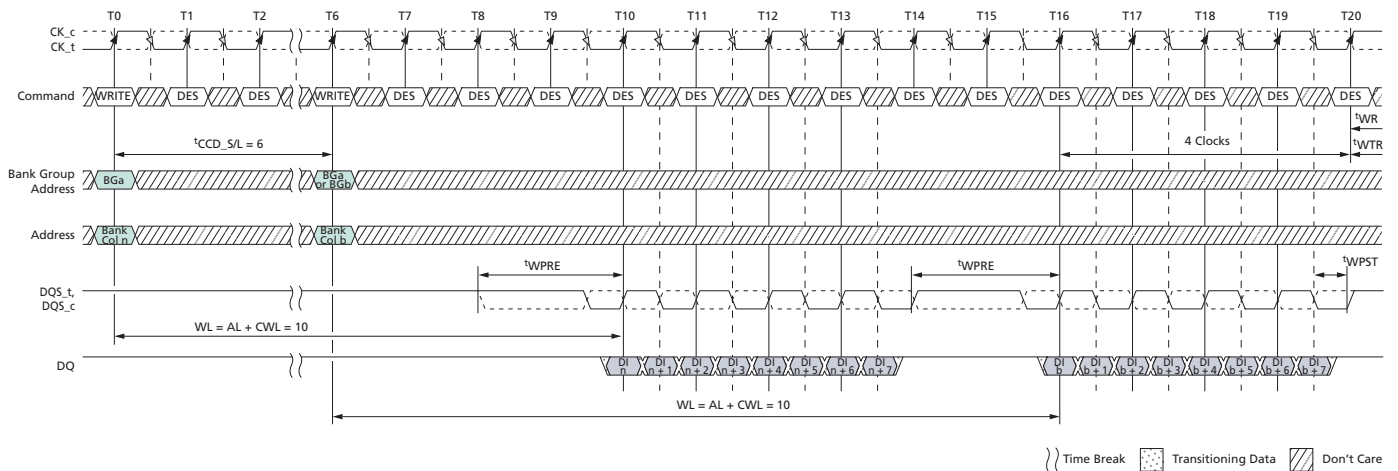 T0 T1 T2 T6 T7 T8 T9 T10 T11 T12 T13 T14 T15 T16 T17 T18 T19 T20
CK_c
CK_t
Command WRITE DES DES WRITE DES DES DES DES DES DES DES DES DES DES DES DES DES DES
tWR
tCCD_S/L = 6 4 Clocks tWTR
Bank Group
Address BGa BGa
or BGb
Address Bank
Col n Bank
Col b
tWPRE tWPRE tWPST
DQS_t,
DQS_c
WL = AL + CWL = 10
DQ DI
n DI
n + 1 DI
n + 2 DI
n + 3 DI
n + 4 DI
n + 5 DI
n + 6 DI
n + 7 DI
b DI
b + 1 DI
b + 2 DI
b + 3 DI
b + 4 DI
b + 5 DI
b + 6 DI
b + 7
WL = AL + CWL = 10
Time Break Transitioning Data Don't Care